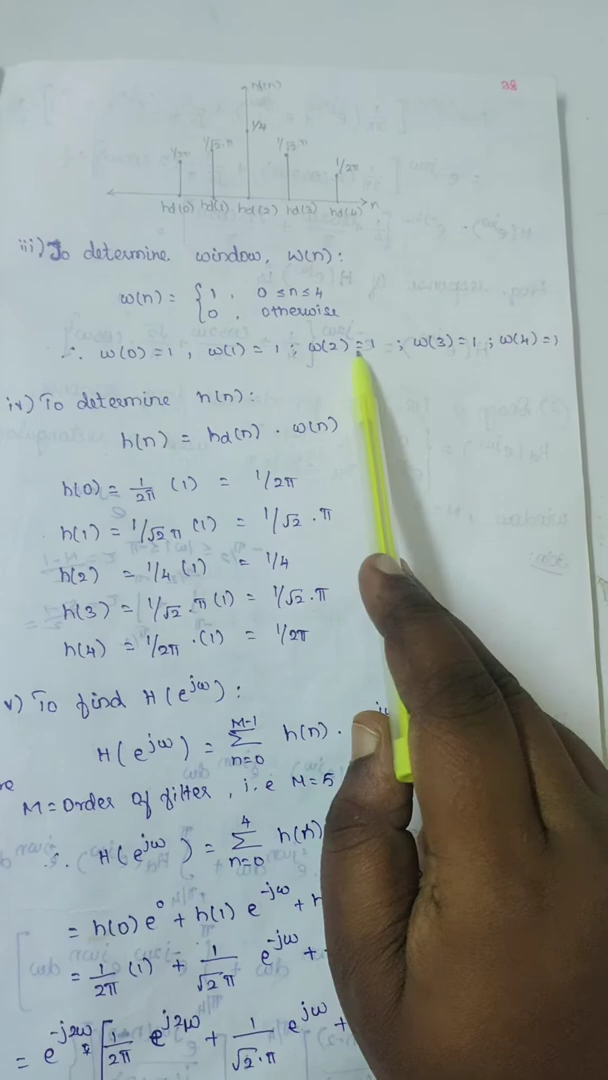 28
hd(n)
1/4
1/2π 1/√2·π 1/√2·π 1/2π
hd(0) hd(1) hd(2) hd(3) hd(4) n
iii) To determine window, w(n):
w(n) = { 1, 0 ≤ n ≤ 4
0, otherwise
∴ w(0) = 1, w(1) = 1; w(2) = 1; w(3) = 1; w(4) = 1
iv) To determine h(n):
h(n) = hd(n) · w(n)
h(0) = 1/2π (1) = 1/2π
h(1) = 1/√2 π (1) = 1/√2 · π
h(2) = 1/4 (1) = 1/4
h(3) = 1/√2 · π (1) = 1/√2 · π
h(4) = 1/2π · (1) = 1/2π
v) To find H(e^jω):
H(e^jω) = Σ_{n=0}^{M-1} h(n) ·
M = Order of filter, i.e M = 5
∴ H(e^jω) = Σ_{n=0}^{4} h(n)
= h(0) e^0 + h(1) e^-jω +
= 1/2π (1) + 1/√2π e^-jω +
= e^-j2ω [1/2π e^j2ω + 1/√2·π e^jω +